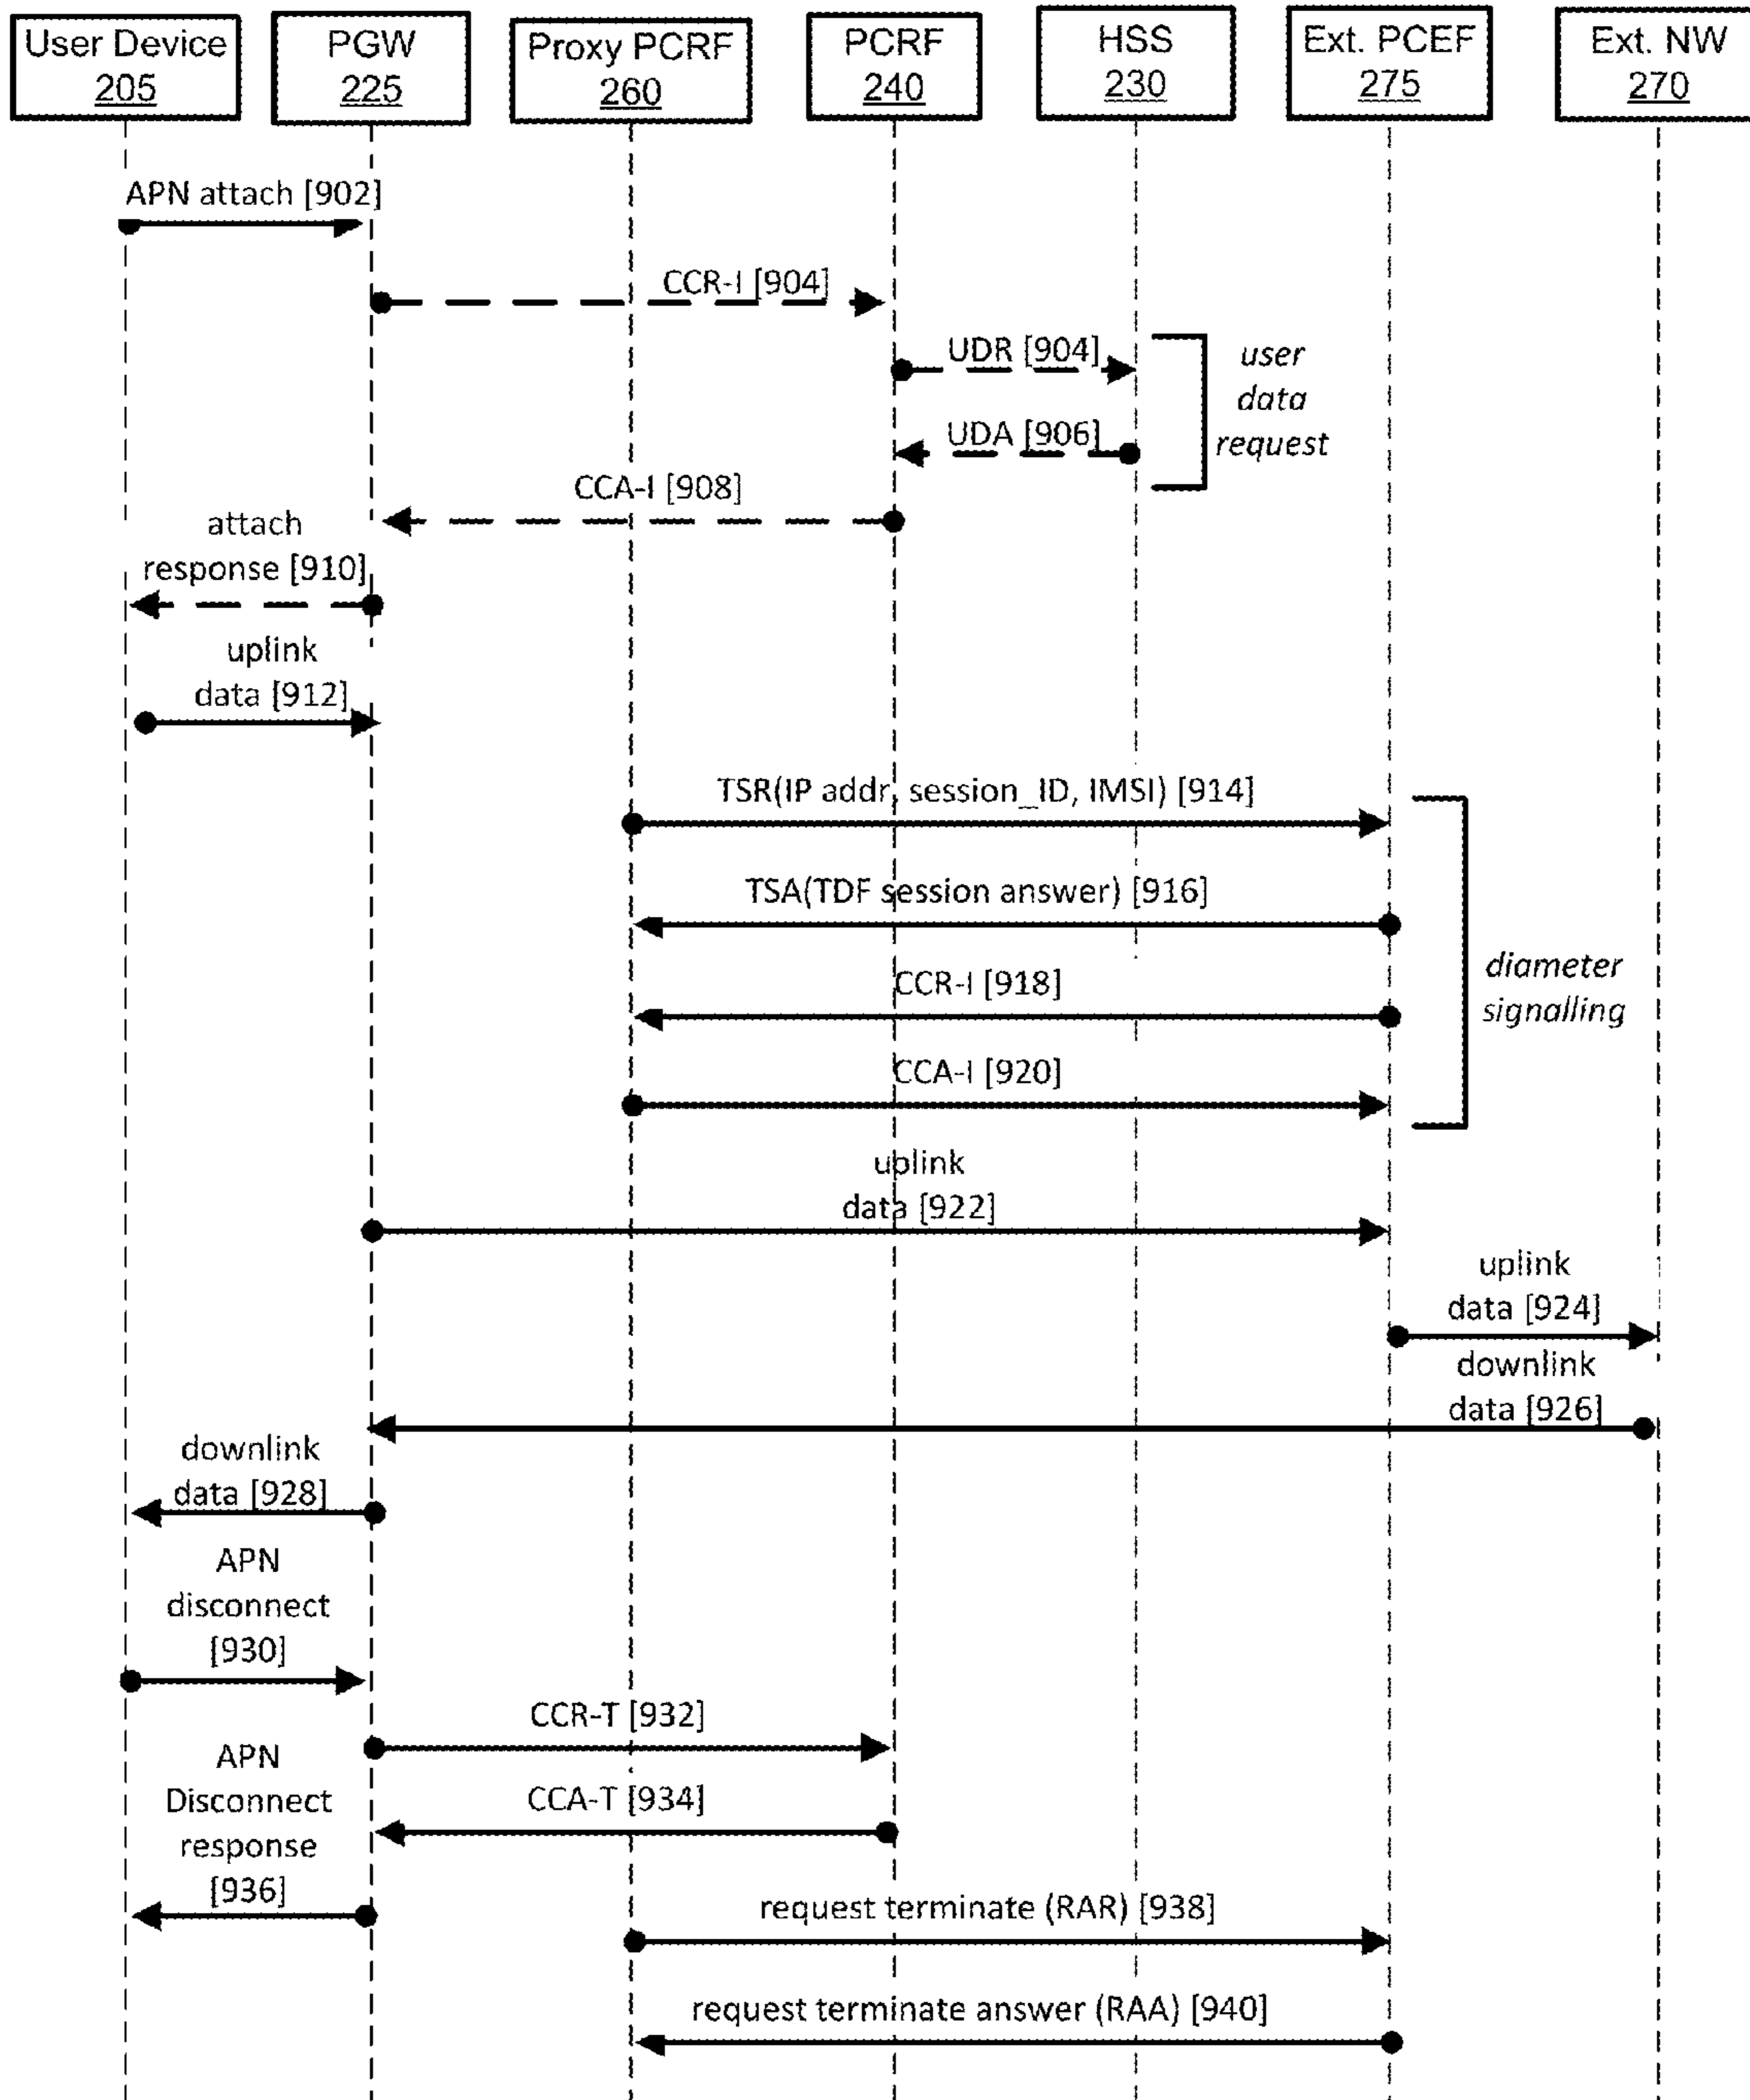 User Device
205
PGW
225
Proxy PCRF
260
PCRF
240
HSS
230
Ext. PCEF
275
Ext. NW
270
APN attach [902]
CCR-I [904]
UDR [904]
user
data
request
UDA [906]
CCA-I [908]
attach
response [910]
uplink
data [912]
TSR(IP addr, session_ID, IMSI) [914]
TSA(TDF session answer) [916]
CCR-I [918]
diameter
signalling
CCA-I [920]
uplink
data [922]
uplink
data [924]
downlink
data [926]
downlink
data [928]
APN
disconnect
[930]
CCR-T [932]
APN
Disconnect
response
[936]
CCA-T [934]
request terminate (RAR) [938]
request terminate answer (RAA) [940]